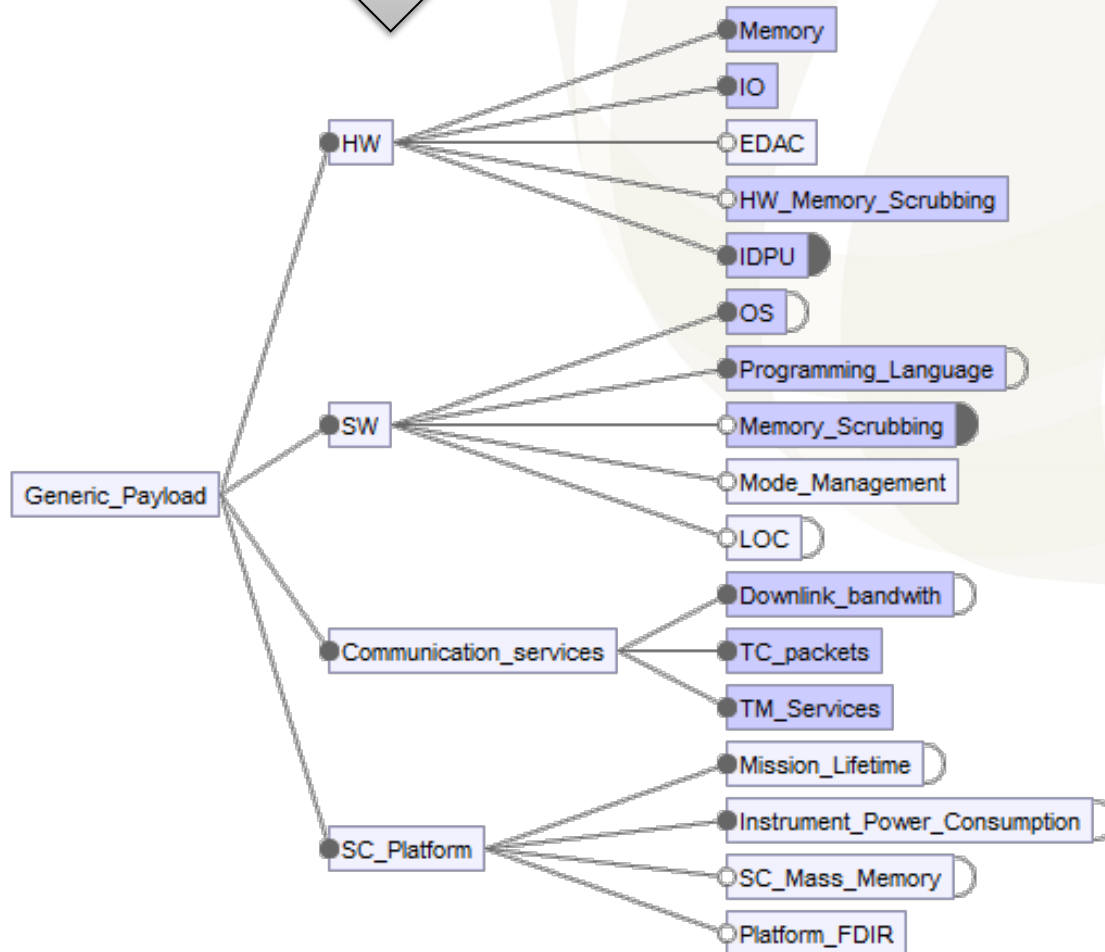 Memory
IO
HW
EDAC
HW_Memory_Scrubbing
IDPU
OS
Programming_Language
SW
Memory_Scrubbing
Generic_Payload
Mode_Management
LOC
Downlink_bandwith
Communication_services
TC_packets
TM_Services
Mission_Lifetime
Instrument_Power_Consumption
SC_Platform
SC_Mass_Memory
Platform_FDIR